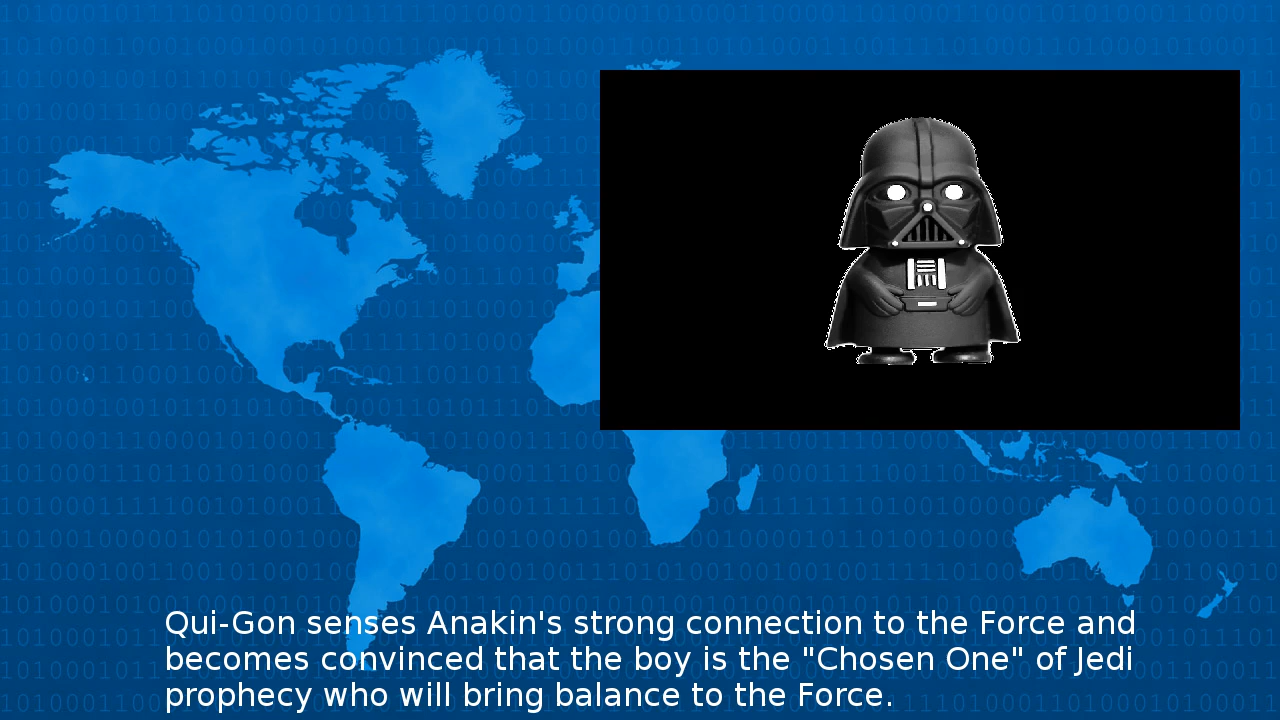 Qui-Gon senses Anakin's strong connection to the Force and
becomes convinced that the boy is the "Chosen One" of Jedi
prophecy who will bring balance to the Force.